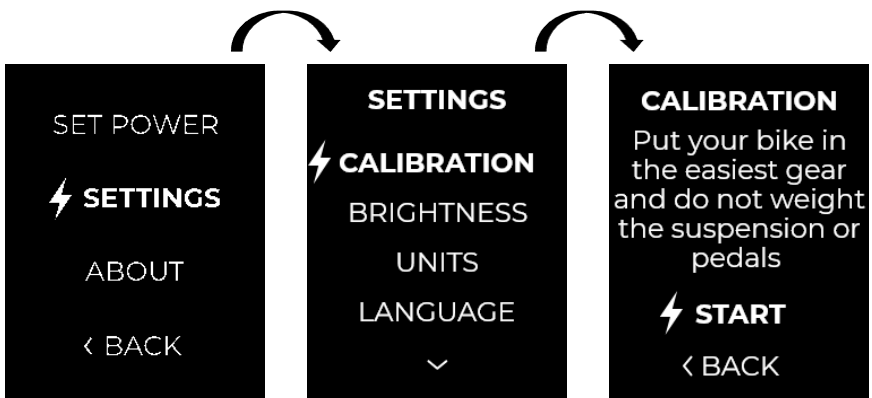 SET POWER
SETTINGS
ABOUT
‹ BACK
SETTINGS
CALIBRATION
BRIGHTNESS
UNITS
LANGUAGE
CALIBRATION
Put your bike in
the easiest gear
and do not weight
the suspension or
pedals
START
‹ BACK